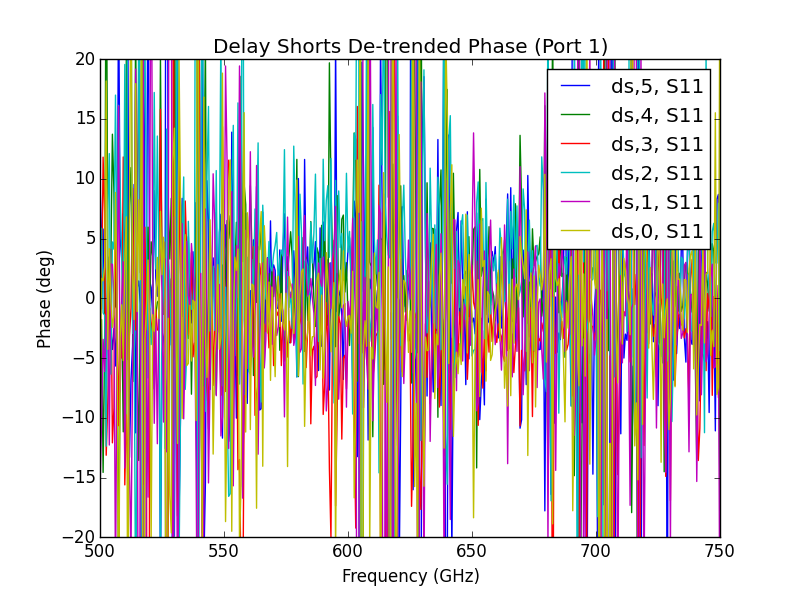 Delay Shorts De-trended Phase (Port 1)
20
15
10
5
0
−5
−10
−15
−20
Phase (deg)
ds,5, S11
ds,4, S11
ds,3, S11
ds,2, S11
ds,1, S11
ds,0, S11
500
550
600
650
700
750
Frequency (GHz)